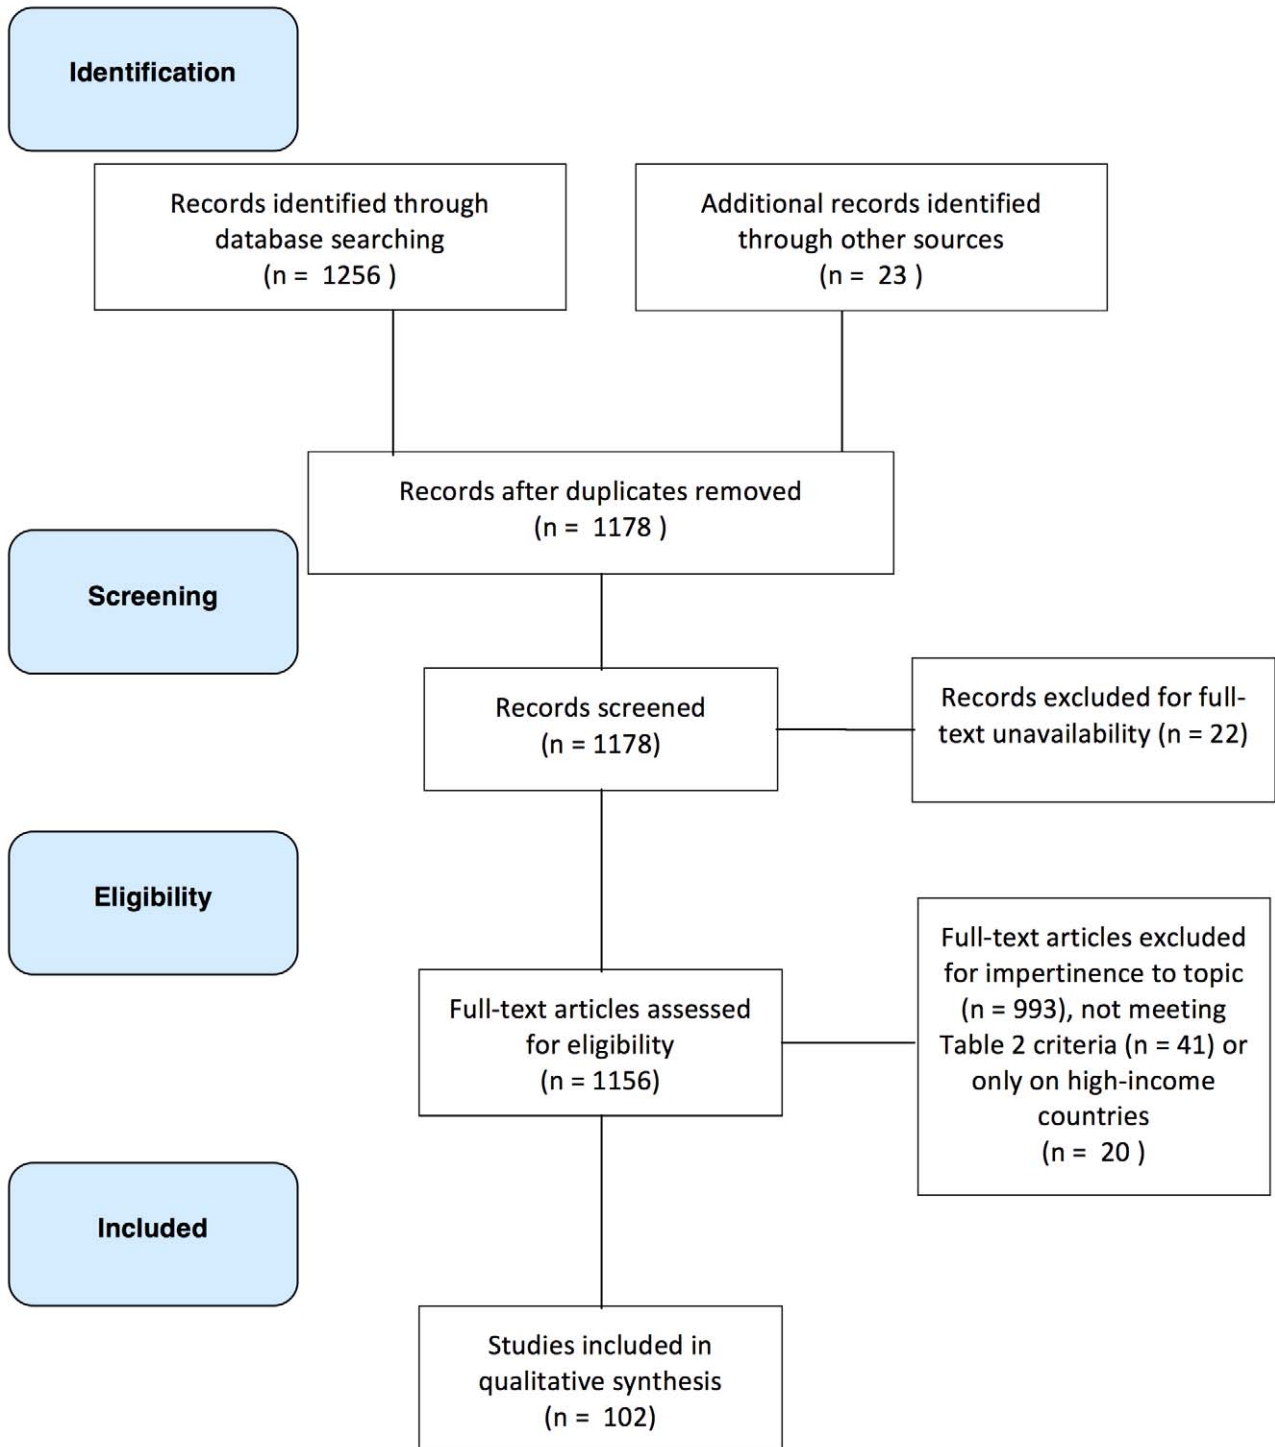 Identification
Records identified through
database searching
(n =  1256 )
Additional records identified
through other sources
(n =  23 )
Records after duplicates removed
(n =  1178 )
Screening
Records screened
(n = 1178)
Records excluded for full-
text unavailability (n = 22)
Eligibility
Full-text articles assessed
for eligibility
(n = 1156)
Full-text articles excluded
for impertinence to topic
(n = 993), not meeting
Table 2 criteria (n = 41) or
only on high-income
countries
(n =  20 )
Included
Studies included in
qualitative synthesis
(n =  102)